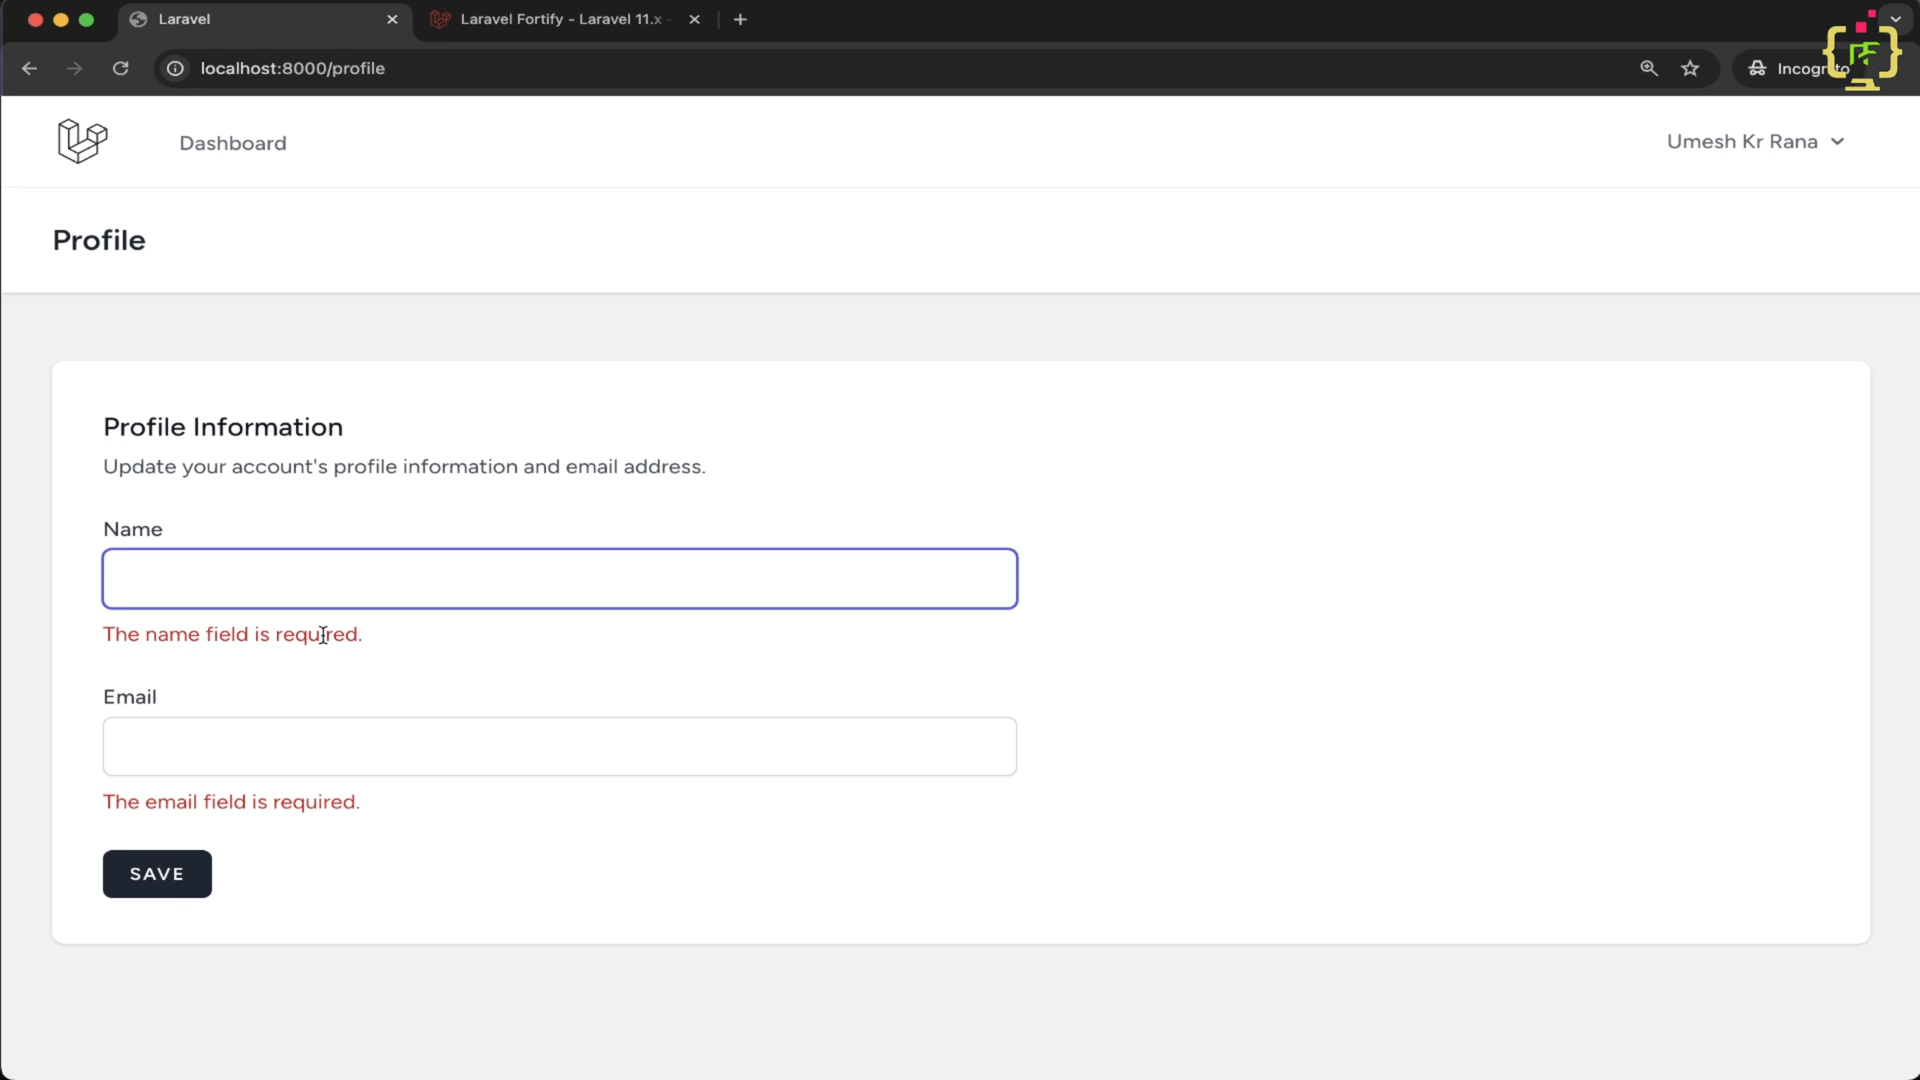 Laravel
Laravel Fortify - Laravel 11.x
localhost:8000/profile
Incognito
Dashboard
Umesh Kr Rana
Profile
Profile Information
Update your account's profile information and email address.
Name
The name field is required.
Email
The email field is required.
SAVE